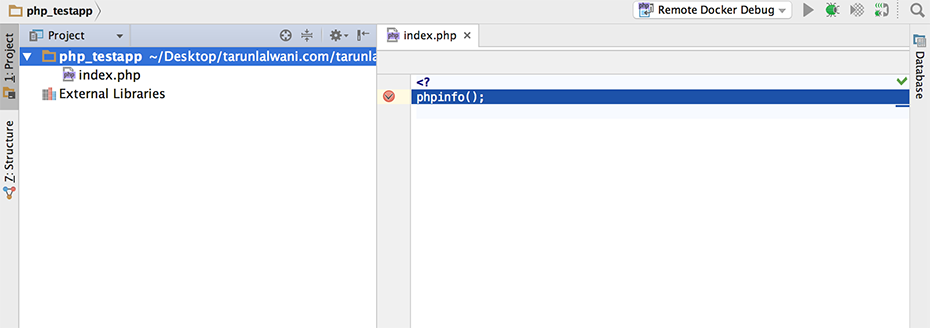 php_testapp
Remote Docker Debug
1: Project
Project
index.php
php_testapp ~/Desktop/tarunlalwani.com/tarunla
index.php
External Libraries
Z: Structure
<?
phpinfo();
Database